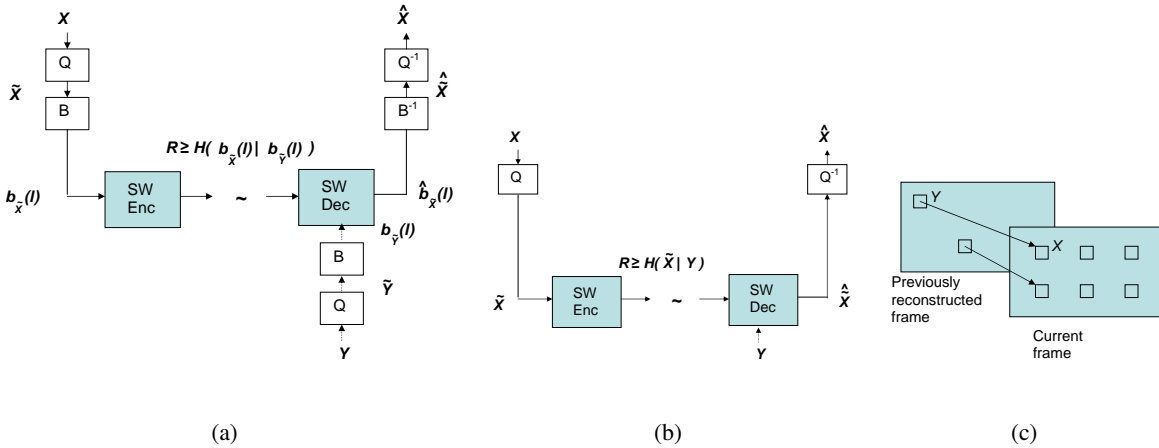 X
Q
X̃
B
b_X̃(l)
SW
Enc
R ≥ H( b_X̃(l) | b_Ỹ(l) )
~
SW
Dec
X̂
Q⁻¹
X̃̂
B⁻¹
b̂_X̃(l)
b_Ỹ(l)
B
Ỹ
Q
Y
(a)
X
Q
X̃
SW
Enc
R ≥ H( X̃ | Y )
~
SW
Dec
Y
X̂
Q⁻¹
X̃̂
(b)
Y
X
Previously
reconstructed
frame
Current
frame
(c)